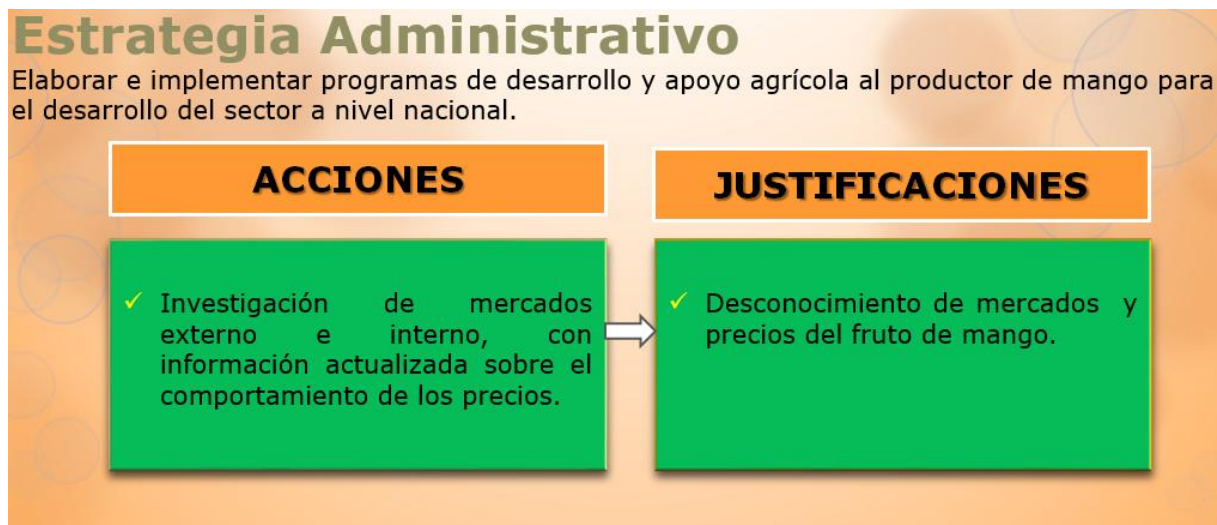 Estrategia Administrativo
Elaborar e implementar programas de desarrollo y apoyo agrícola al productor de mango para
el desarrollo del sector a nivel nacional.
ACCIONES
✓ Investigación de mercados
externo e interno, con
información actualizada sobre el
comportamiento de los precios.
JUSTIFICACIONES
✓ Desconocimiento de mercados y
precios del fruto de mango.